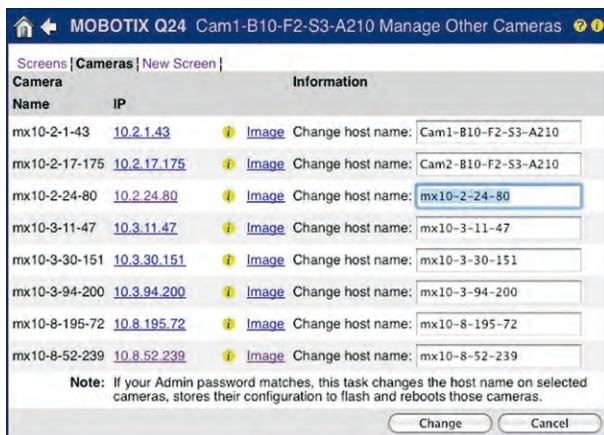 MOBOTIX Q24 Cam1-B10-F2-S3-A210 Manage Other Cameras ? i
Screens | Cameras | New Screen |
Camera Information
Name IP
mx10-2-1-43 10.2.1.43 i Image Change host name: Cam1-B10-F2-S3-A210
mx10-2-17-175 10.2.17.175 i Image Change host name: Cam2-B10-F2-S3-A210
mx10-2-24-80 10.2.24.80 i Image Change host name: mx10-2-24-80
mx10-3-11-47 10.3.11.47 i Image Change host name: mx10-3-11-47
mx10-3-30-151 10.3.30.151 i Image Change host name: mx10-3-30-151
mx10-3-94-200 10.3.94.200 i Image Change host name: mx10-3-94-200
mx10-8-195-72 10.8.195.72 i Image Change host name: mx10-8-195-72
mx10-8-52-239 10.8.52.239 i Image Change host name: mx10-8-52-239
Note: If your Admin password matches, this task changes the host name on selected
cameras, stores their configuration to flash and reboots those cameras.
Change Cancel